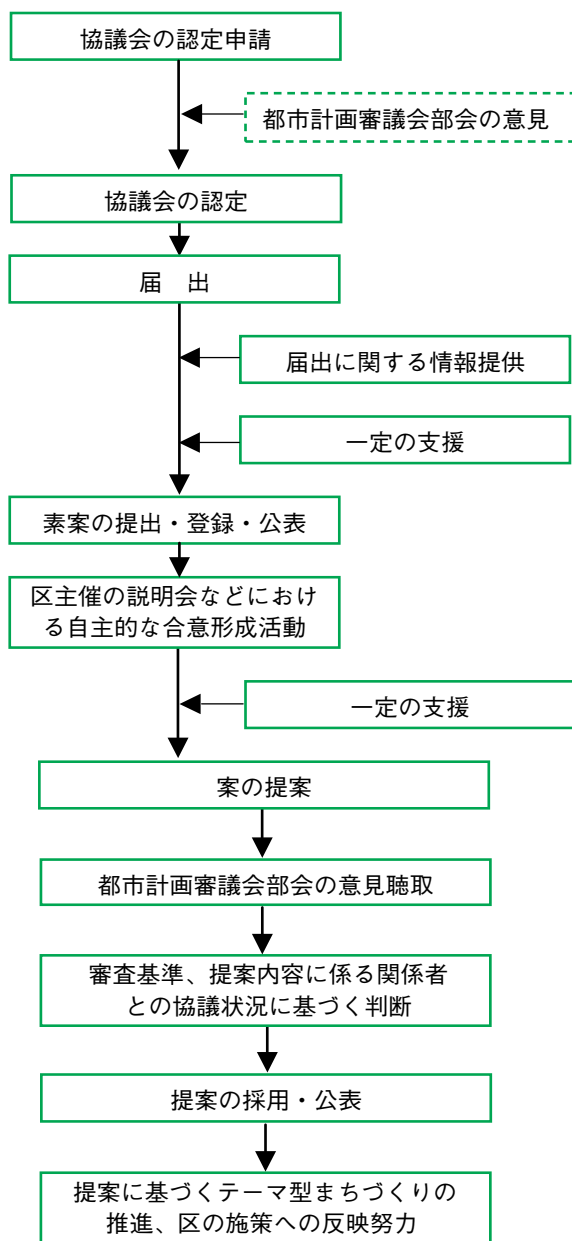 協議会の認定申請
都市計画審議会部会の意見
協議会の認定
届　出
届出に関する情報提供
一定の支援
素案の提出・登録・公表
区主催の説明会などにおけ
る自主的な合意形成活動
一定の支援
案の提案
都市計画審議会部会の意見聴取
審査基準、提案内容に係る関係者
との協議状況に基づく判断
提案の採用・公表
提案に基づくテーマ型まちづくりの
推進、区の施策への反映努力